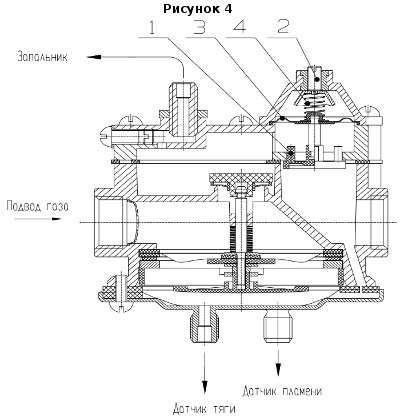 Рисунок 4
1 3 4 2
Запальник
Подвод газа
Датчик пламени
Датчик тяги